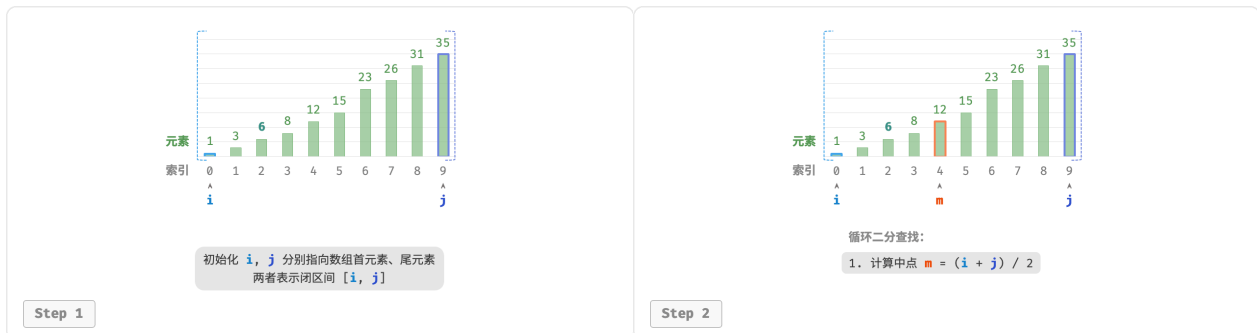 35
31
26
23
15
12
8
6
3
元素 1
索引 0 1 2 3 4 5 6 7 8 9
i j
初始化 i, j 分别指向数组首元素、尾元素
两者表示闭区间 [i, j]
Step 1
35
31
26
23
15
12
8
6
3
元素 1
索引 0 1 2 3 4 5 6 7 8 9
i m j
循环二分查找：
1. 计算中点 m = (i + j) / 2
Step 2